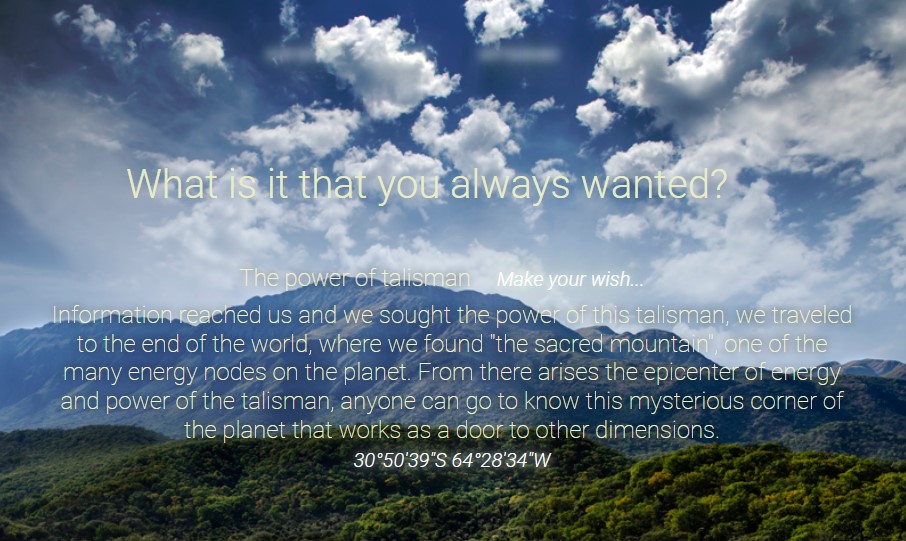 What is it that you always wanted?
The power of talisman Make your wish...
Information reached us and we sought the power of this talisman, we traveled
to the end of the world, where we found "the sacred mountain", one of the
many energy nodes on the planet. From there arises the epicenter of energy
and power of the talisman, anyone can go to know this mysterious corner of
the planet that works as a door to other dimensions.
30°50'39"S 64°28'34"W